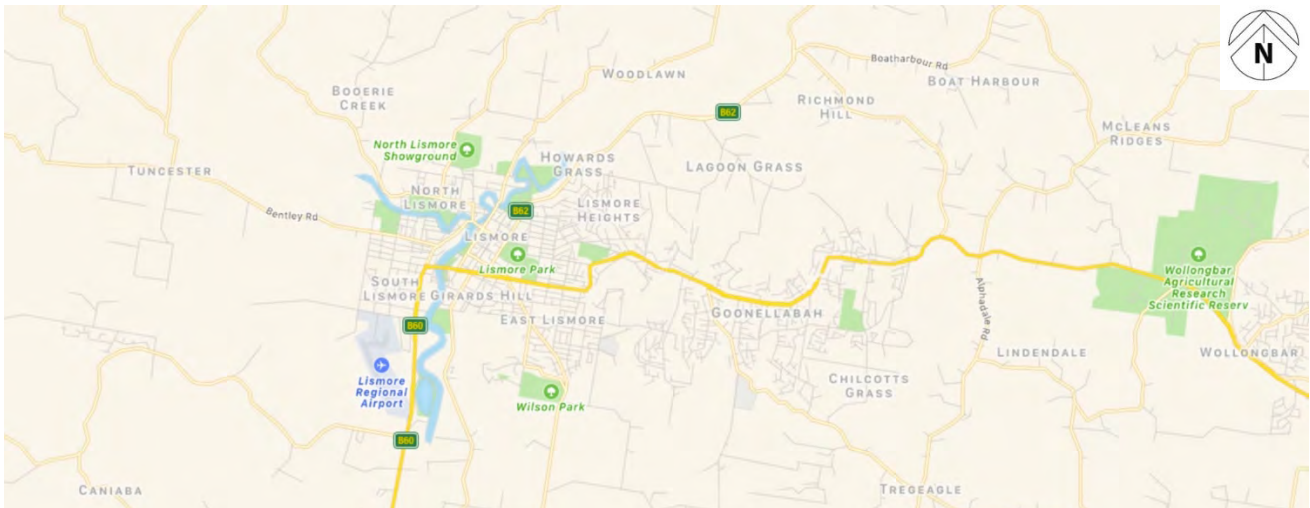 N
Boatharbour Rd
WOODLAWN
BOAT HARBOUR
BOOERIE
CREEK
RICHMOND
HILL
B62
MCLEANS
RIDGES
North Lismore
Showground
HOWARDS
GRASS
LAGOON GRASS
TUNCESTER
NORTH
LISMORE
LISMORE
HEIGHTS
Bentley Rd
B62
LISMORE
Lismore Park
Wollongbar
Agricultural
Research
Scientific Reserv
SOUTH
LISMORE
GIRARDS HILL
Alphadale Rd
B60
EAST LISMORE
GOONELLABAH
LINDENDALE
WOLLONGBAR
Lismore
Regional
Airport
CHILCOTTS
GRASS
Wilson Park
B60
CANIABA
TREGEAGLE